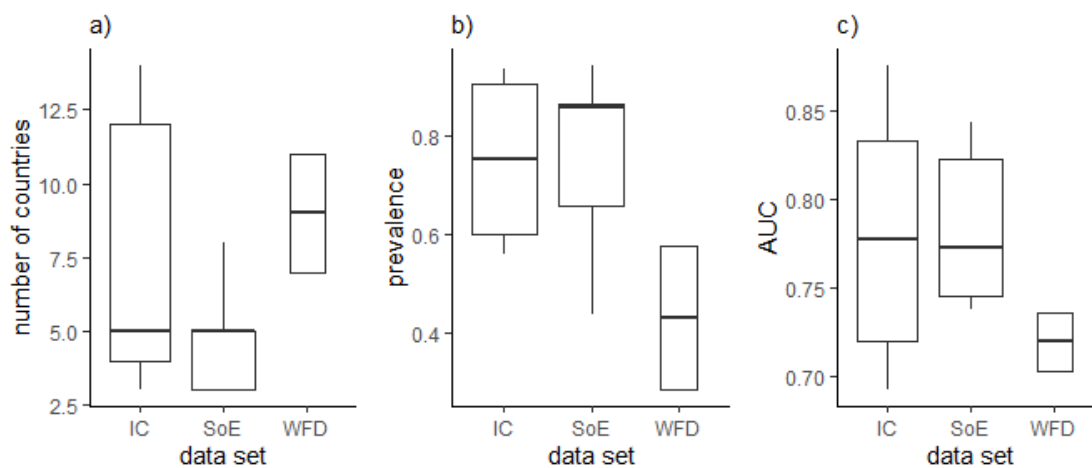 a)
number of countries
12.5
10.0
7.5
5.0
2.5
IC SoE WFD
data set
b)
prevalence
0.8
0.6
0.4
IC SoE WFD
data set
c)
AUC
0.85
0.80
0.75
0.70
IC SoE WFD
data set